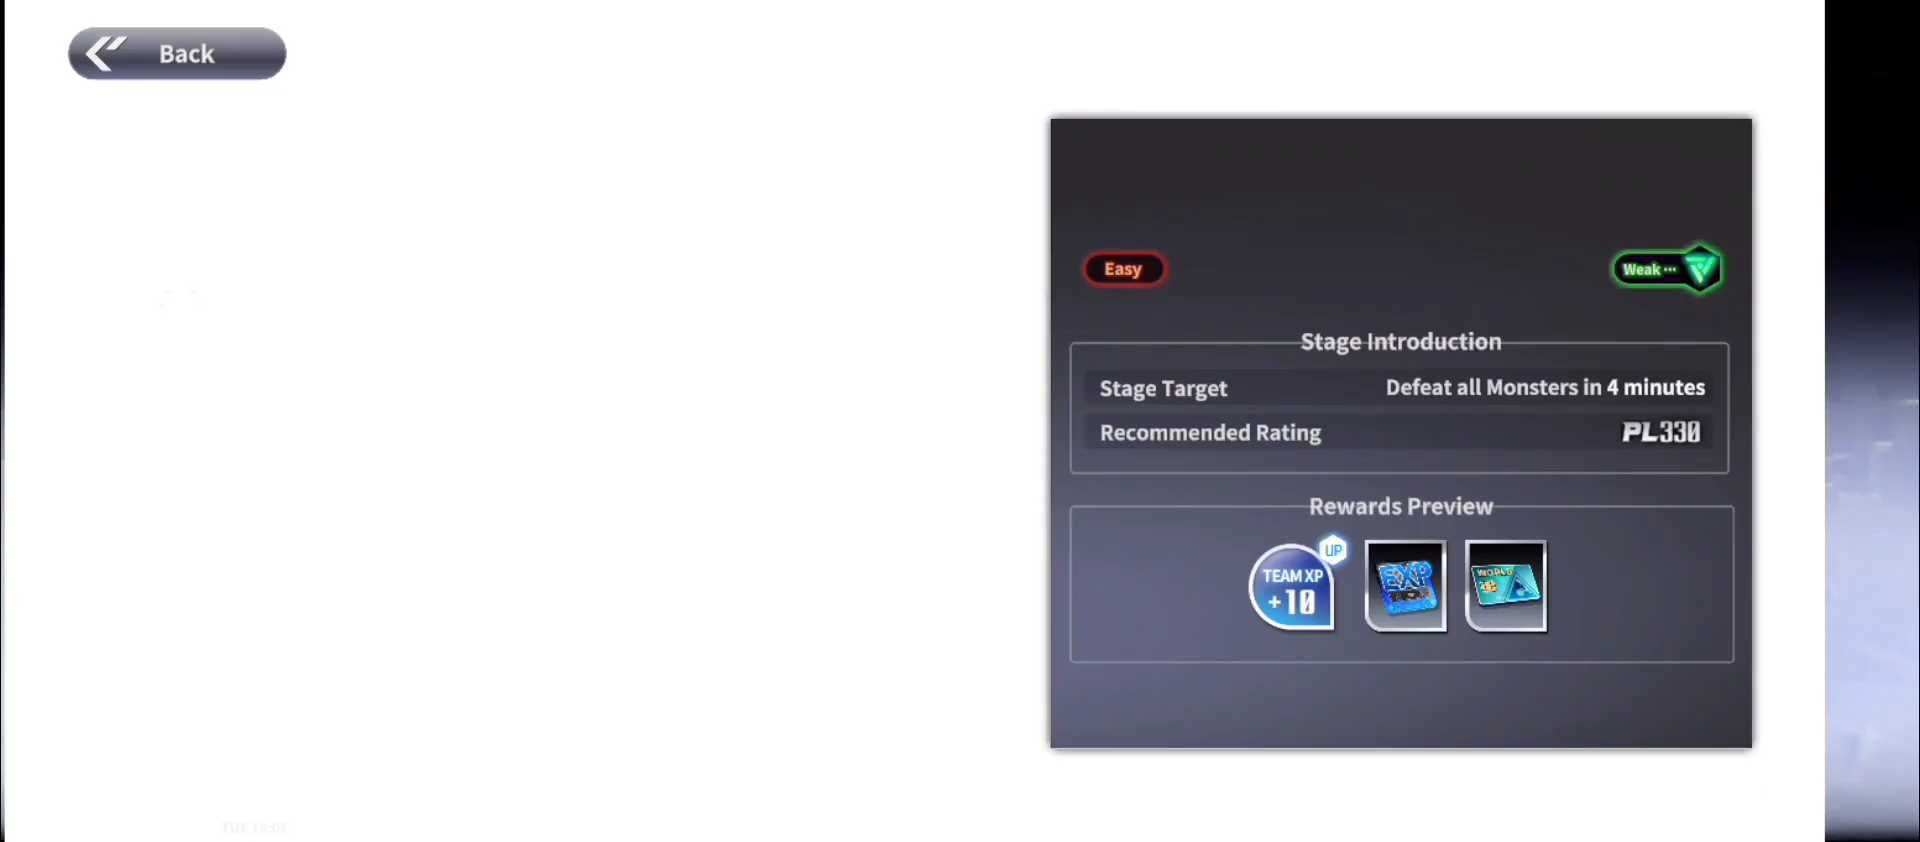 Back
Easy
Weak ...
Stage Introduction
Stage Target
Defeat all Monsters in 4 minutes
Recommended Rating
PL330
Rewards Preview
UP
TEAM XP
+10
EXP
WORLD